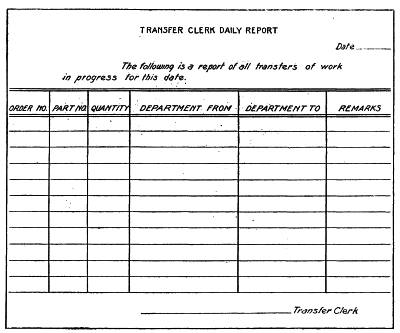 TRANSFER CLERK DAILY REPORT
Date
The following is a report of all transfers of work
in progress for this date.
ORDER NO. PART NO. QUANTITY DEPARTMENT FROM DEPARTMENT TO REMARKS
Transfer Clerk